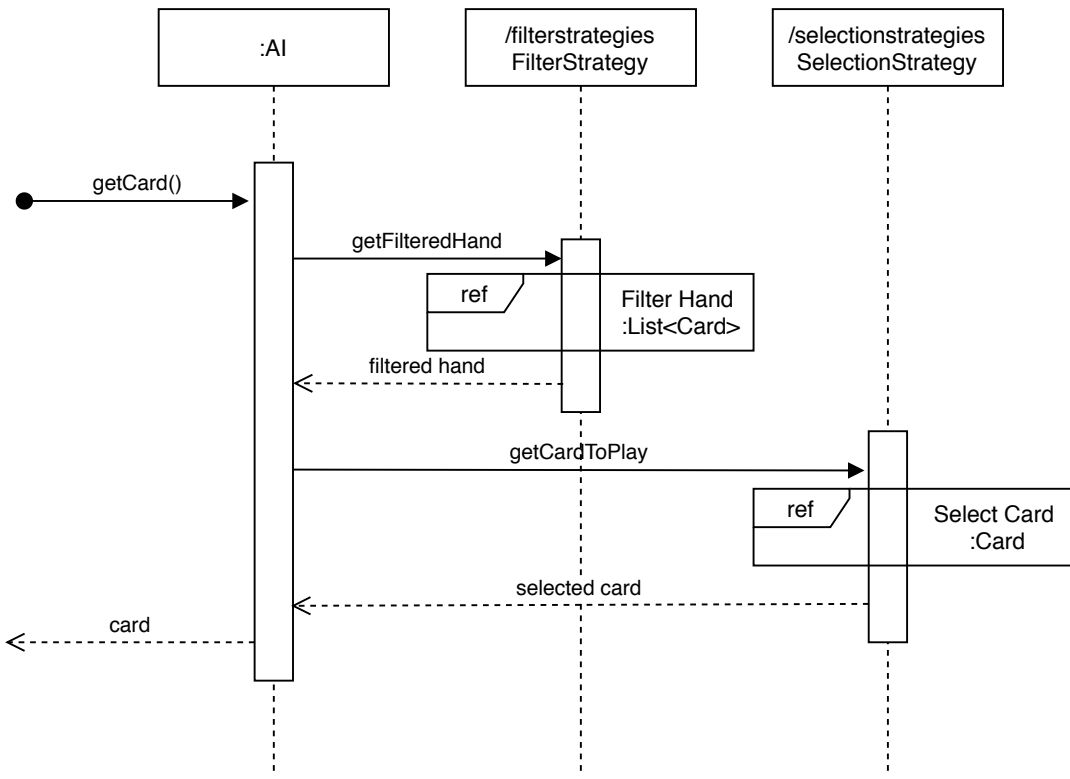 :AI
/filterstrategies
FilterStrategy
/selectionstrategies
SelectionStrategy
getCard()
getFilteredHand
ref
Filter Hand
:List<Card>
filtered hand
getCardToPlay
ref
Select Card
:Card
selected card
card